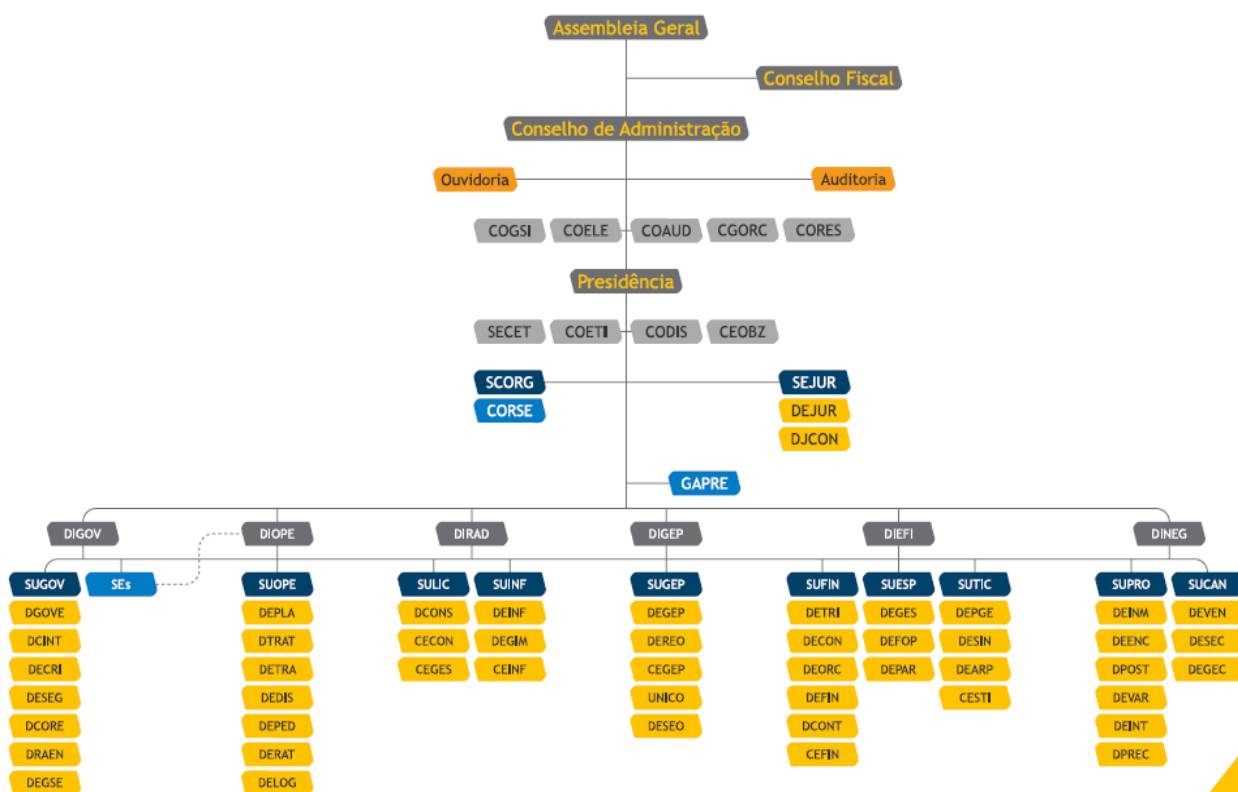 Assembleia Geral
Conselho Fiscal
Conselho de Administração
Ouvidoria
Auditoria
COGSI COELE COAUD CGORC CORES
Presidência
SECET COETI CODIS CEOBZ
SCORG SEJUR
CORSE DEJUR
DJCON
GAPRE
DIGOV DIOPE DIRAD DIGEP DIEFI DINEG
SUGOV SEs SUOPE SULIC SUINF SUGEP SUFIN SUESP SUTIC SUPRO SUCAN
DGOVE DEPLA DCONS DEINF DEGEP DETRI DEGES DEPGE DEINM DEVEN
DCINT DTRAT CECON DEGIM DEREO DECON DEFOP DESIN DEENC DESEC
DECRI DETRA CEGES CEINF CEGEP DEORC DEPAR DEARP DPOST DEGEC
DESEG DEDIS UNICO DEFIN CESTI DEVAR
DCORE DEPED DESEO DCONT DEINT
DRAEN DERAT CEFIN DPREC
DEGSE DELOG